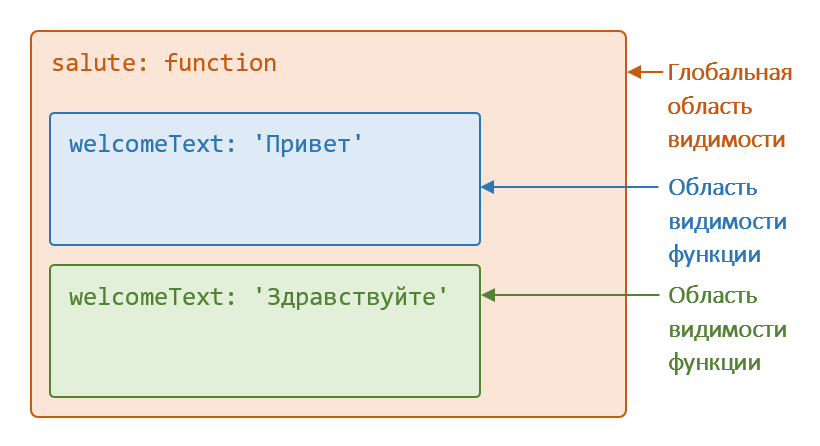 salute: function
welcomeText: 'Привет'
welcomeText: 'Здравствуйте'
Глобальная
область
видимости
Область
видимости
функции
Область
видимости
функции